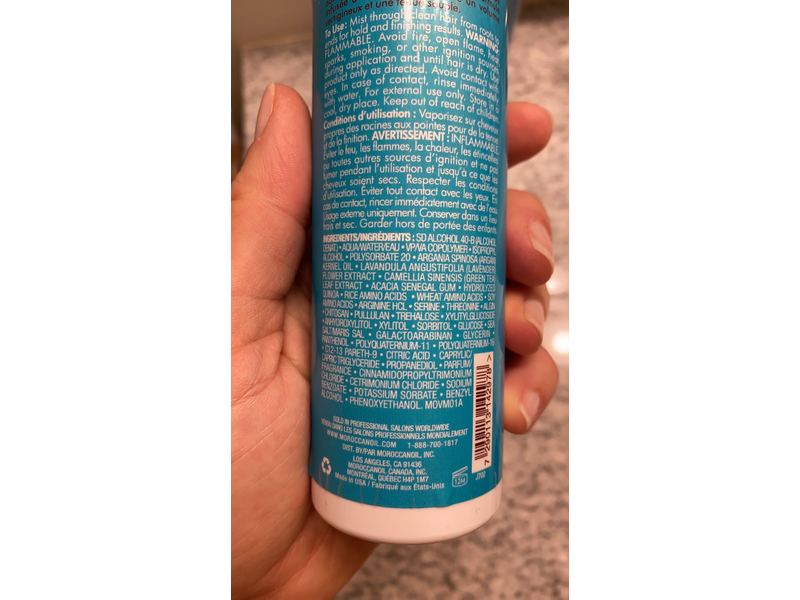 vertigineux et une tenue souple.
To Use: Mist through clean hair from roots to
ends for hold and finishing results. WARNING:
FLAMMABLE. Avoid fire, open flame, heat,
sparks, smoking, or other ignition sources
during application and until hair is dry. Use
product only as directed. Avoid contact with
eyes. In case of contact, rinse immediately
with water. For external use only. Store in a
cool, dry place. Keep out of reach of children.
Conditions d'utilisation : Vaporisez sur cheveux
propres des racines aux pointes pour de la tenue
et de la finition. AVERTISSEMENT : INFLAMMABLE.
Éviter le feu, les flammes, la chaleur, les étincelles
ou toutes autres sources d'ignition et ne pas
fumer pendant l'utilisation et jusqu'à ce que les
cheveux soient secs. Respecter les conditions
d'utilisation. Éviter tout contact avec les yeux. En
cas de contact, rincer immédiatement avec de l'eau.
Usage externe uniquement. Conserver dans un lieu
frais et sec. Garder hors de portée des enfants.
INGREDIENTS/INGRÉDIENTS : SD ALCOHOL 40-B (ALCOHOL
DENAT) • AQUA/WATER/EAU • VP/VA COPOLYMER • ISOPROPYL
ALCOHOL • POLYSORBATE 20 • ARGANIA SPINOSA (ARGAN)
KERNEL OIL • LAVANDULA ANGUSTIFOLIA (LAVENDER)
FLOWER EXTRACT • CAMELLIA SINENSIS (GREEN TEA)
LEAF EXTRACT • ACACIA SENEGAL GUM • HYDROLYZED
QUINOA • RICE AMINO ACIDS • WHEAT AMINO ACIDS • SOY
AMINO ACIDS • ARGININE HCL • SERINE • THREONINE • ALGIN
• CHITOSAN • PULLULAN • TREHALOSE • XYLITYLGLUCOSIDE
• ANHYDROXYLITOL • XYLITOL • SORBITOL • GLUCOSE • SEA
SALT/MARIS SAL • GALACTOARABINAN • GLYCERIN •
PANTHENOL • POLYQUATERNIUM-11 • POLYQUATERNIUM-16
• C12-13 PARETH-9 • CITRIC ACID • CAPRYLIC/
CAPRIC TRIGLYCERIDE • PROPANEDIOL • PARFUM/
FRAGRANCE • CINNAMIDOPROPYLTRIMONIUM
CHLORIDE • CETRIMONIUM CHLORIDE • SODIUM
BENZOATE • POTASSIUM SORBATE • BENZYL
ALCOHOL • PHENOXYETHANOL. MOVM01A
SOLD IN PROFESSIONAL SALONS WORLDWIDE
VENDU DANS LES SALONS PROFESSIONNELS MONDIALEMENT
WWW.MOROCCANOIL.COM 1-888-700-1817
DIST. BY/PAR MOROCCANOIL, INC.
LOS ANGELES, CA 91436
MOROCCANOIL CANADA, INC.
MONTRÉAL, QUÉBEC H4P 1M7
Made in USA / Fabriqué aux États-Unis
12M